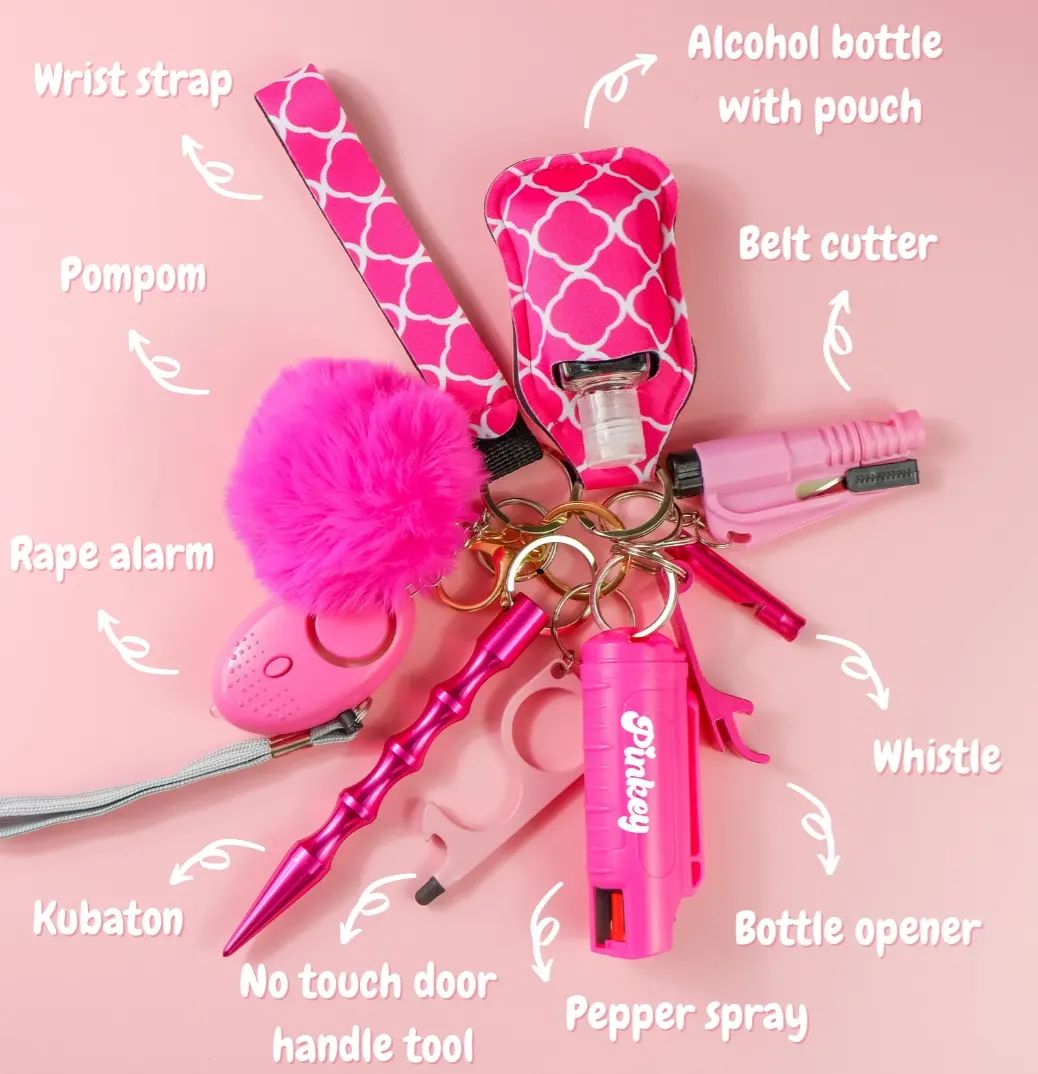 Wrist strap
Alcohol bottle
with pouch
Pompom
Belt cutter
Rape alarm
Pinkey
Whistle
Kubaton
Bottle opener
No touch door
handle tool
Pepper spray